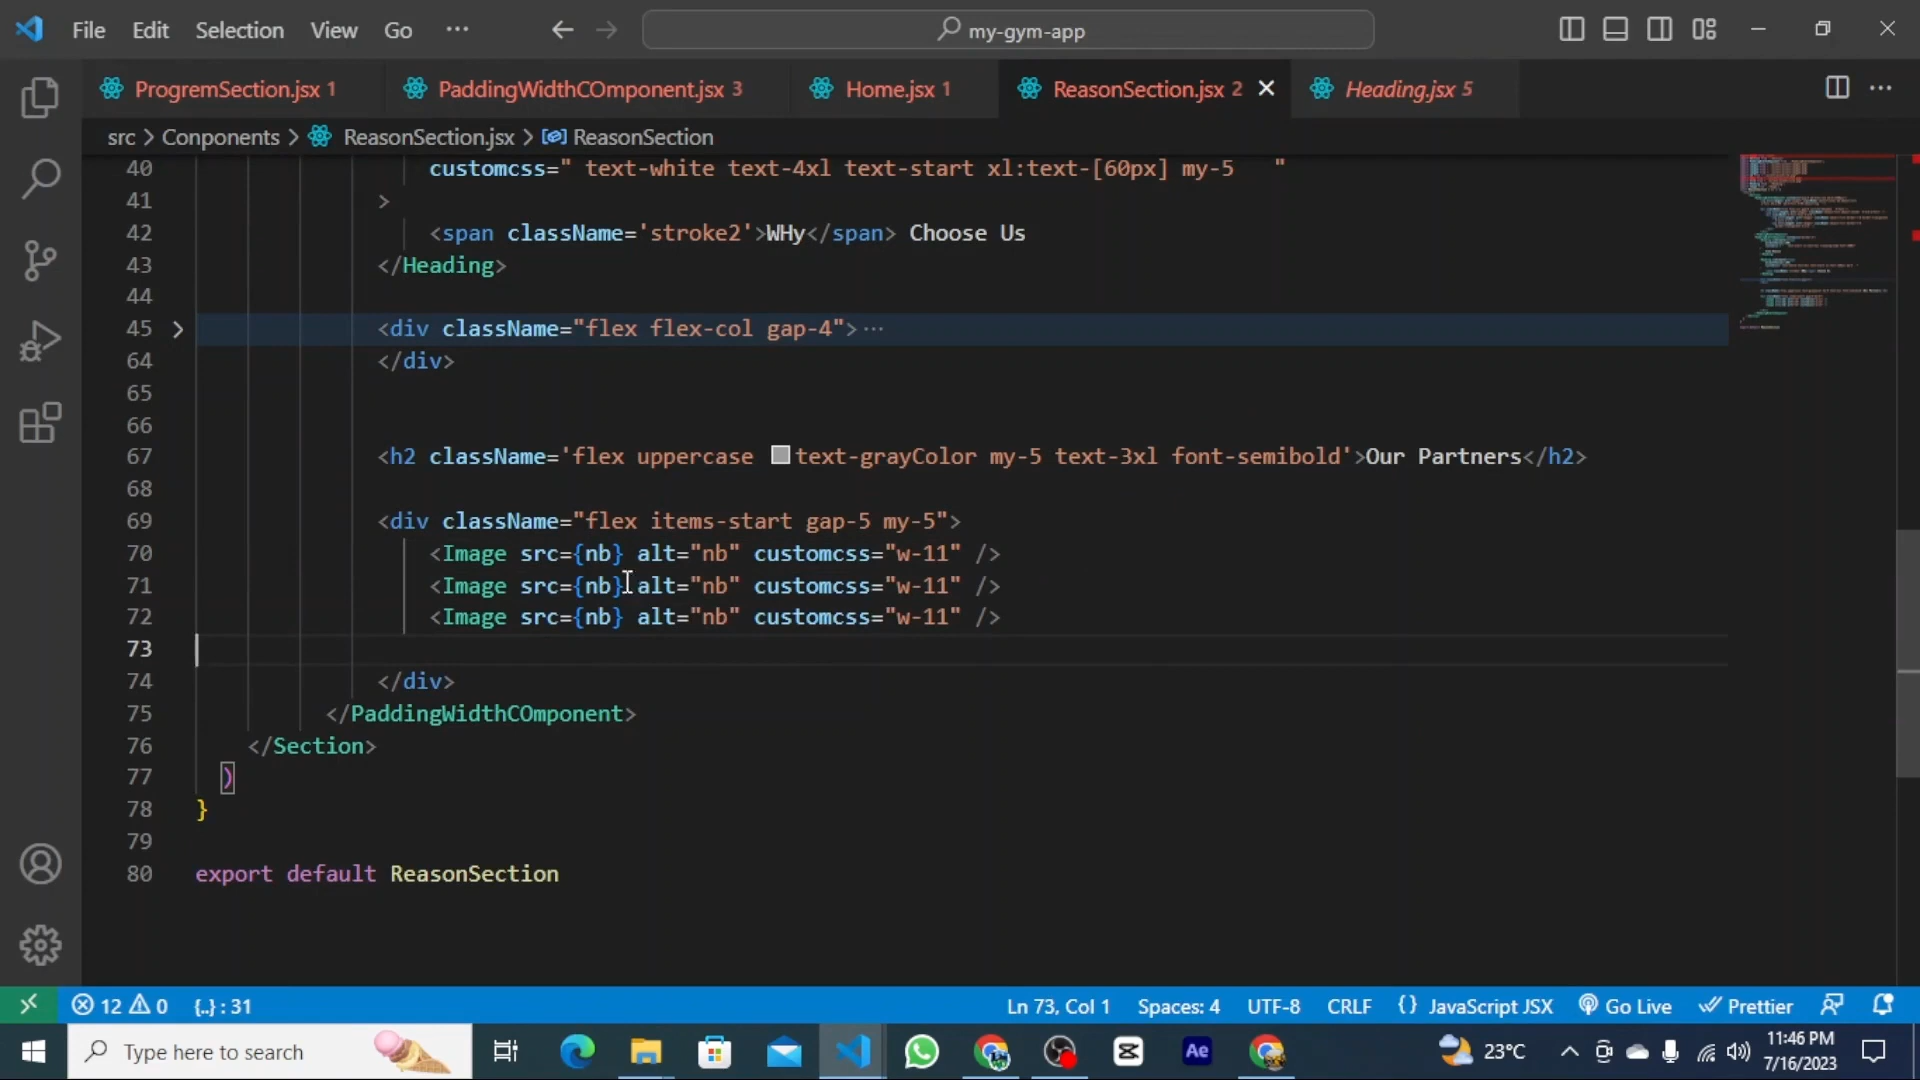 File Edit Selection View Go ··· my-gym-app
ProgremSection.jsx 1 PaddingWidthCOmponent.jsx 3 Home.jsx 1 ReasonSection.jsx 2 Heading.jsx 5
src > Conponents > ReasonSection.jsx > ReasonSection
40 customcss=" text-white text-4xl text-start xl:text-[60px] my-5 "
41 >
42 <span className='stroke2'>WHy</span> Choose Us
43 </Heading>
44
45 <div className="flex flex-col gap-4">···
64 </div>
65
66
67 <h2 className='flex uppercase text-grayColor my-5 text-3xl font-semibold'>Our Partners</h2>
68
69 <div className="flex items-start gap-5 my-5">
70 <Image src={nb} alt="nb" customcss="w-11" />
71 <Image src={nb} alt="nb" customcss="w-11" />
72 <Image src={nb} alt="nb" customcss="w-11" />
73
74 </div>
75 </PaddingWidthCOmponent>
76 </Section>
77 )
78 }
79
80 export default ReasonSection
12 0 {..} : 31 Ln 73, Col 1 Spaces: 4 UTF-8 CRLF {} JavaScript JSX Go Live Prettier
Type here to search Ae 23°C 11:46 PM
7/16/2023